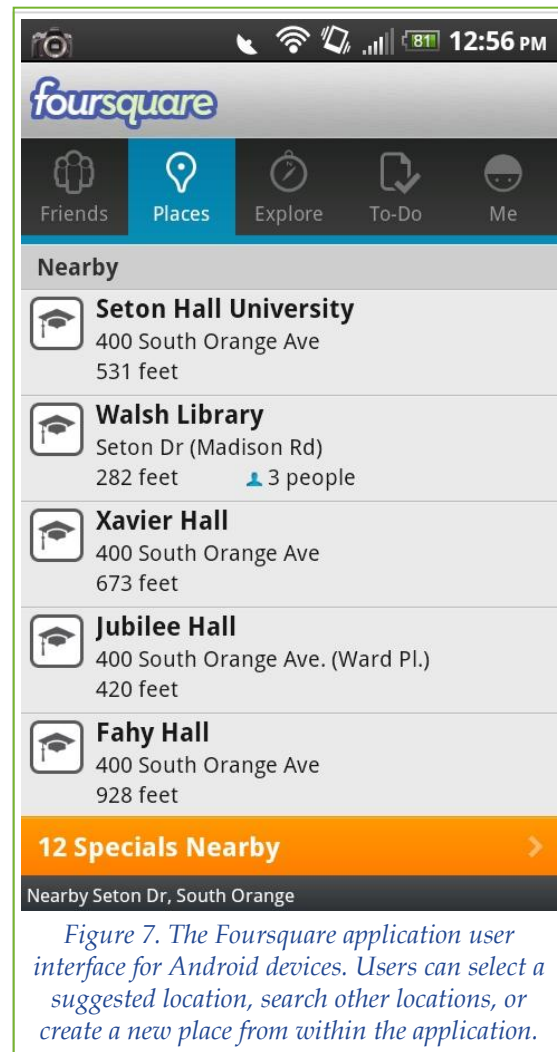 81 12:56 PM
foursquare
Friends Places Explore To-Do Me
Nearby
Seton Hall University
400 South Orange Ave
531 feet
Walsh Library
Seton Dr (Madison Rd)
282 feet 3 people
Xavier Hall
400 South Orange Ave
673 feet
Jubilee Hall
400 South Orange Ave. (Ward Pl.)
420 feet
Fahy Hall
400 South Orange Ave
928 feet
12 Specials Nearby
Nearby Seton Dr, South Orange
Figure 7. The Foursquare application user
interface for Android devices. Users can select a
suggested location, search other locations, or
create a new place from within the application.